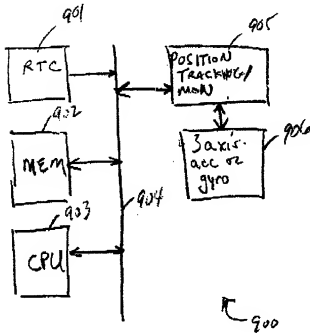 901
RTC
902
MEM
903
CPU
904
905
POSITION
TRACKING/
MON
906
3 axis
acc or
gyro
900